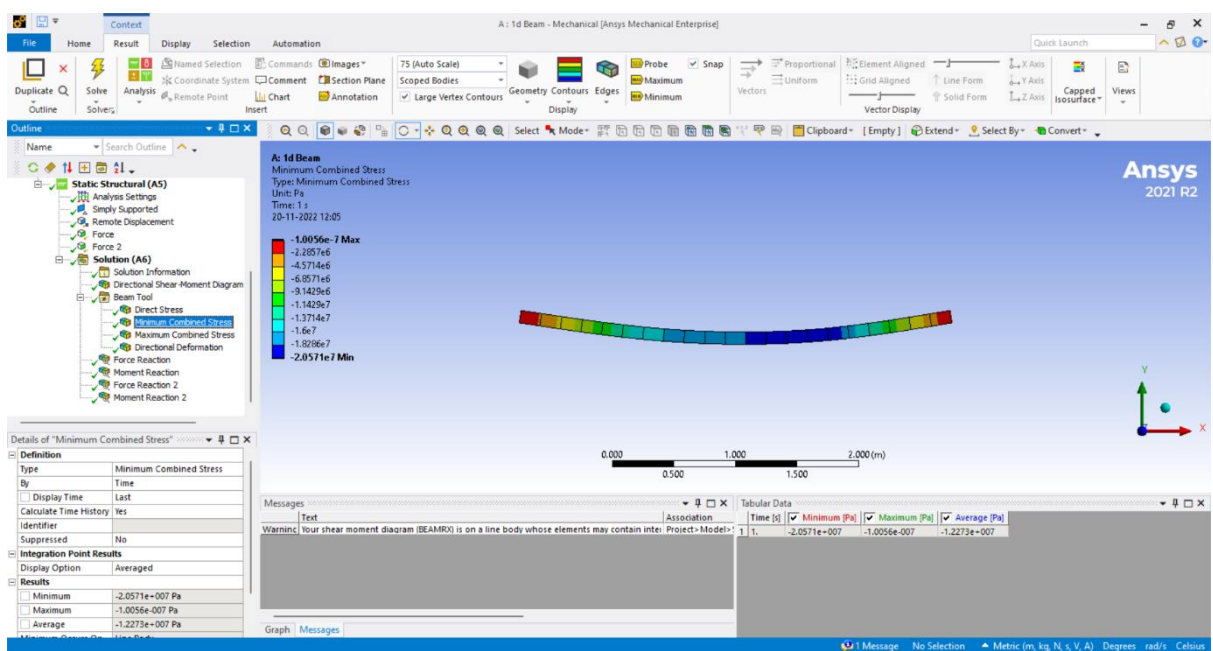 Context
A : 1d Beam - Mechanical [Ansys Mechanical Enterprise]
File Home Result Display Selection Automation
Quick Launch
Duplicate Q
Outline
Solve
Solver
Analysis
Named Selection
Coordinate System
Remote Point
Commands
Comment
Chart
Images
Section Plane
Annotation
Insert
75 (Auto Scale)
Scoped Bodies
Large Vertex Contours
Geometry Contours Edges
Probe
Maximum
Minimum
Snap
Display
Vectors
Proportional
Uniform
Element Aligned
Grid Aligned
Line Form
Solid Form
X Axis
Y Axis
Z Axis
Vector Display
Capped
Isosurface
Views
Outline
Select Mode Clipboard [ Empty ] Extend Select By Convert
Name Search Outline
Static Structural (A5)
Analysis Settings
Simply Supported
Remote Displacement
Force
Force 2
Solution (A6)
Solution Information
Directional Shear-Moment Diagram
Beam Tool
Direct Stress
Minimum Combined Stress
Maximum Combined Stress
Directional Deformation
Force Reaction
Moment Reaction
Force Reaction 2
Moment Reaction 2
A: 1d Beam
Minimum Combined Stress
Type: Minimum Combined Stress
Unit: Pa
Time: 1 s
20-11-2022 12:05
-1.0056e-7 Max
-2.2857e6
-4.5714e6
-6.8571e6
-9.1429e6
-1.1429e7
-1.3714e7
-1.6e7
-1.8286e7
-2.0571e7 Min
Ansys
2021 R2
Y
X
0.000 1.000 2.000 (m)
0.500 1.500
Details of "Minimum Combined Stress"
Definition
Type Minimum Combined Stress
By Time
Display Time Last
Calculate Time History Yes
Identifier
Suppressed No
Integration Point Results
Display Option Averaged
Results
Minimum -2.0571e+007 Pa
Maximum -1.0056e-007 Pa
Average -1.2273e+007 Pa
Messages
Text Association
Warning Your shear moment diagram (BEAMRX) is on a line body whose elements may contain inte Project>Model>
Graph Messages
Tabular Data
Time [s] Minimum [Pa] Maximum [Pa] Average [Pa]
1 1. -2.0571e+007 -1.0056e-007 -1.2273e+007
1 Message No Selection Metric (m, kg, N, s, V, A) Degrees rad/s Celsius